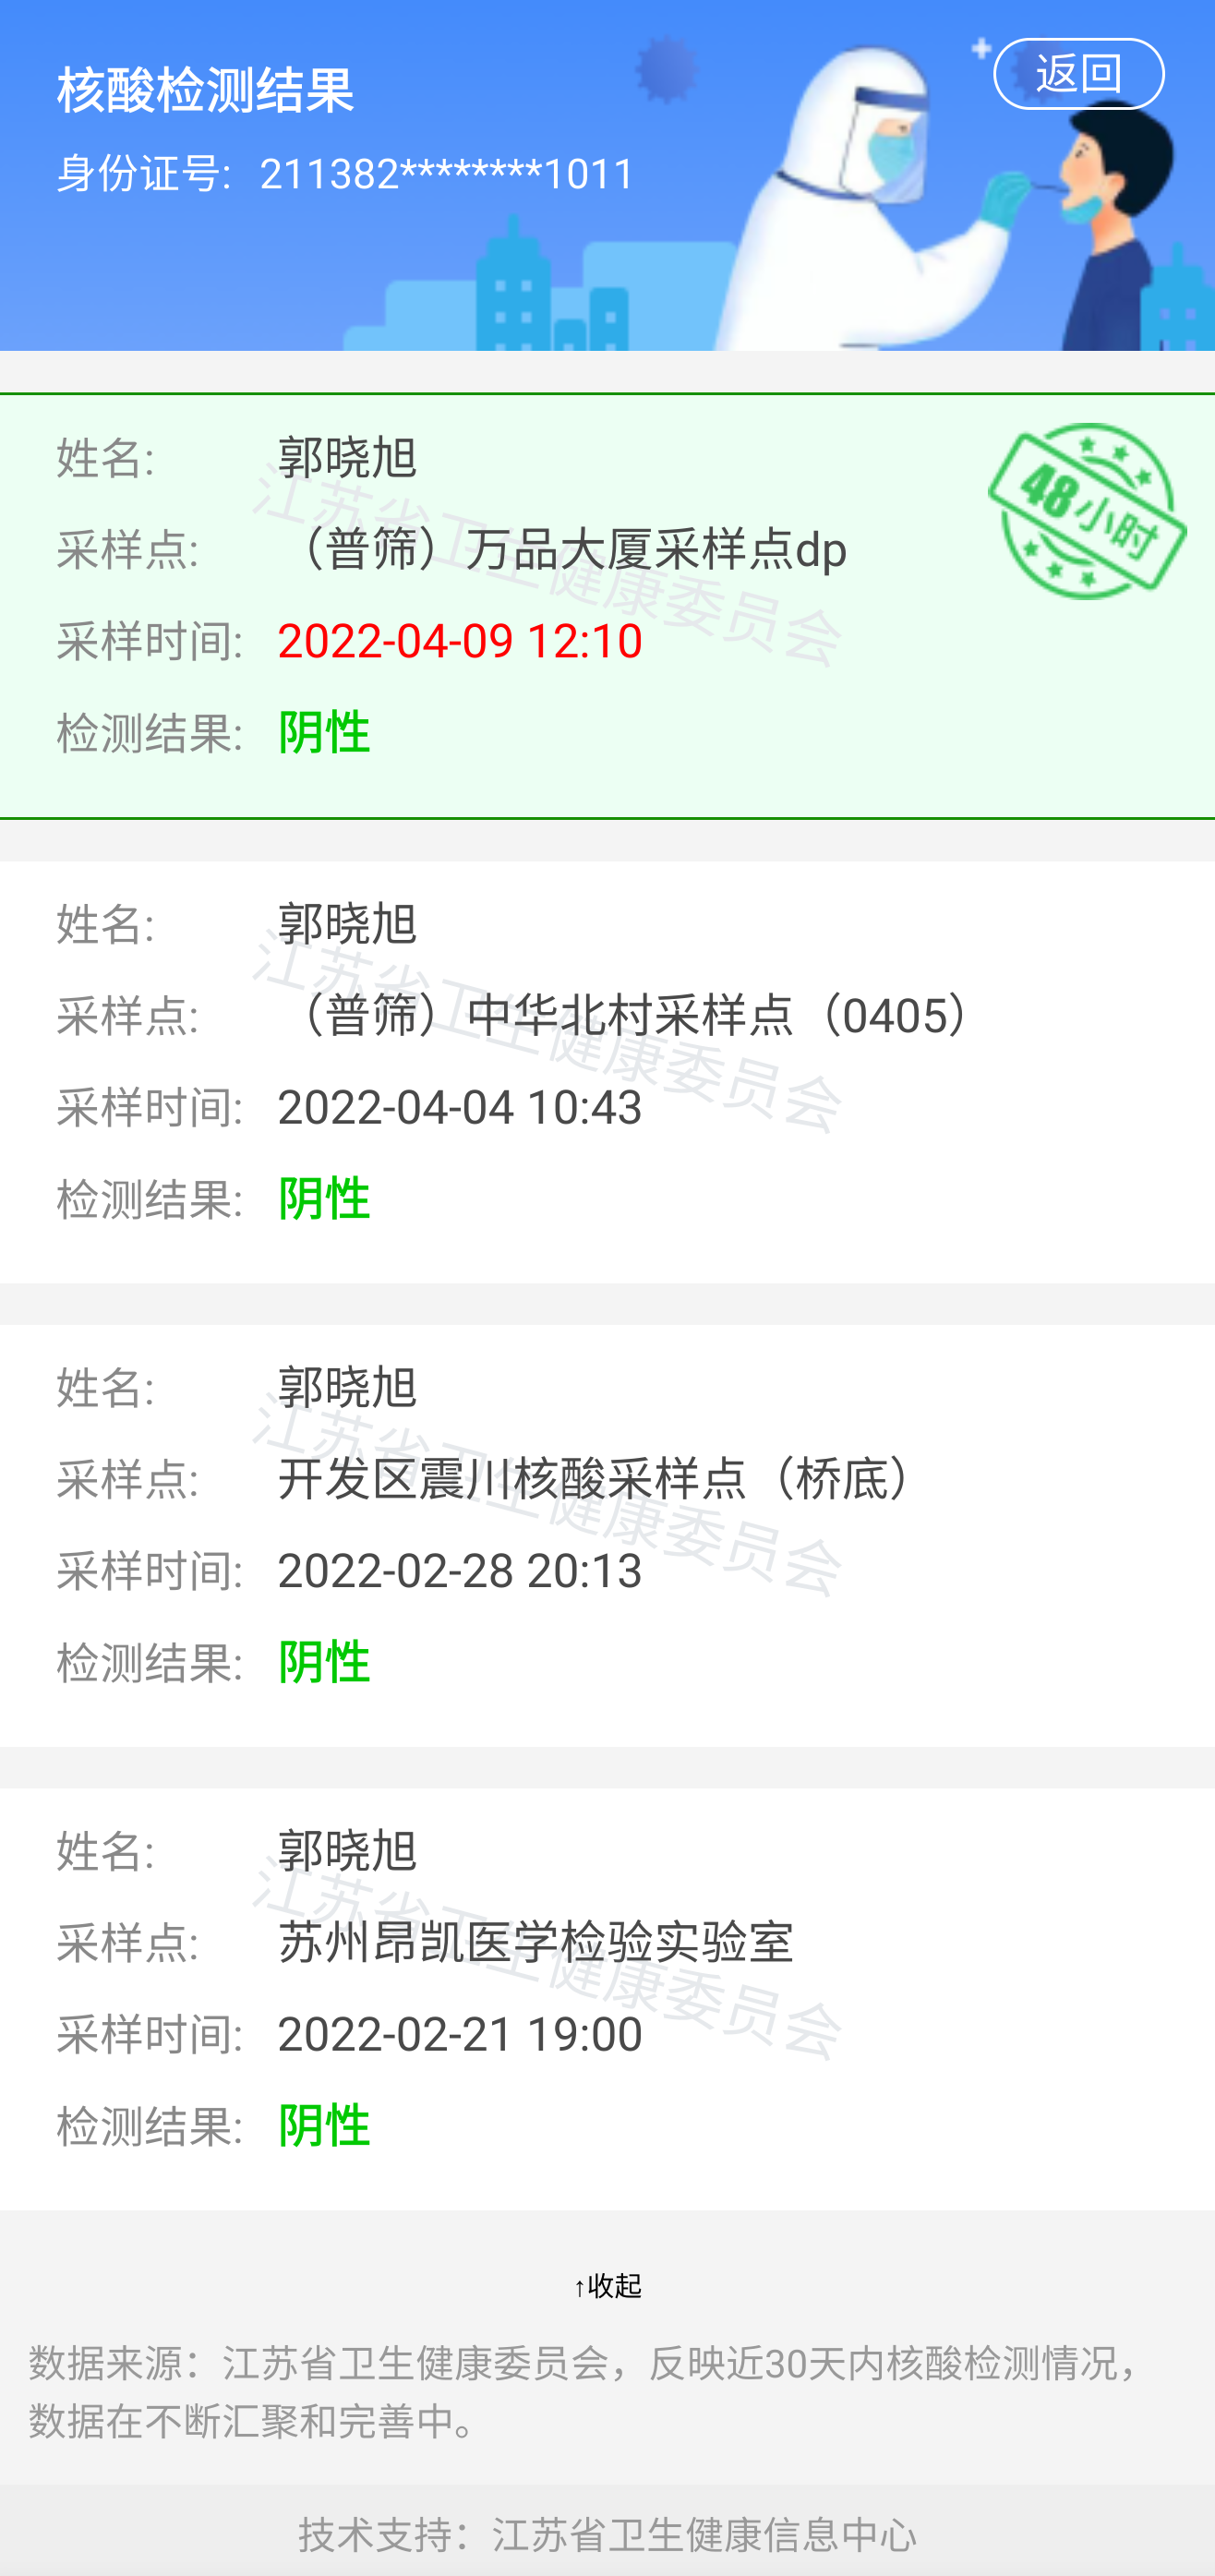 核酸检测结果
返回
身份证号: 211382********1011
姓名: 郭晓旭
48小时
采样点: （普筛）万品大厦采样点dp
采样时间: 2022-04-09 12:10
检测结果: 阴性
江苏省卫生健康委员会
姓名: 郭晓旭
采样点: （普筛）中华北村采样点（0405）
采样时间: 2022-04-04 10:43
检测结果: 阴性
江苏省卫生健康委员会
姓名: 郭晓旭
采样点: 开发区震川核酸采样点（桥底）
采样时间: 2022-02-28 20:13
检测结果: 阴性
江苏省卫生健康委员会
姓名: 郭晓旭
采样点: 苏州昂凯医学检验实验室
采样时间: 2022-02-21 19:00
检测结果: 阴性
江苏省卫生健康委员会
↑收起
数据来源：江苏省卫生健康委员会，反映近30天内核酸检测情况，
数据在不断汇聚和完善中。
技术支持：江苏省卫生健康信息中心